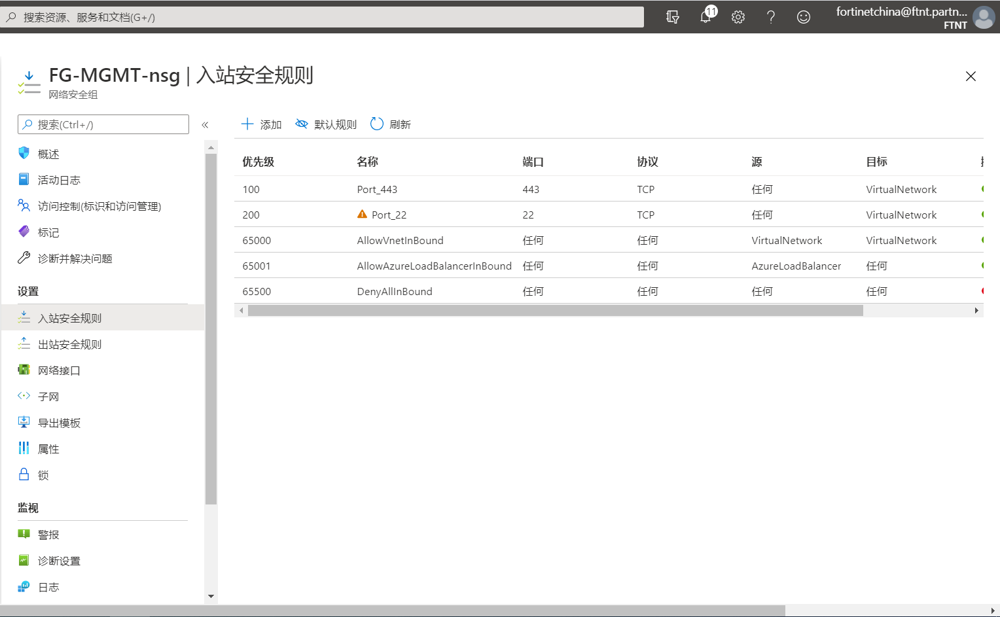 搜索资源、服务和文档(G+/)
11
fortinetchina@ftnt.partn...
FTNT
FG-MGMT-nsg | 入站安全规则
网络安全组
搜索(Ctrl+/)
«
添加
默认规则
刷新
概述
活动日志
访问控制(标识和访问管理)
标记
诊断并解决问题
设置
入站安全规则
出站安全规则
网络接口
子网
导出模板
属性
锁
监视
警报
诊断设置
日志
优先级 名称 端口 协议 源 目标
100 Port_443 443 TCP 任何 VirtualNetwork
200 Port_22 22 TCP 任何 VirtualNetwork
65000 AllowVnetInBound 任何 任何 VirtualNetwork VirtualNetwork
65001 AllowAzureLoadBalancerInBound 任何 任何 AzureLoadBalancer 任何
65500 DenyAllInBound 任何 任何 任何 任何